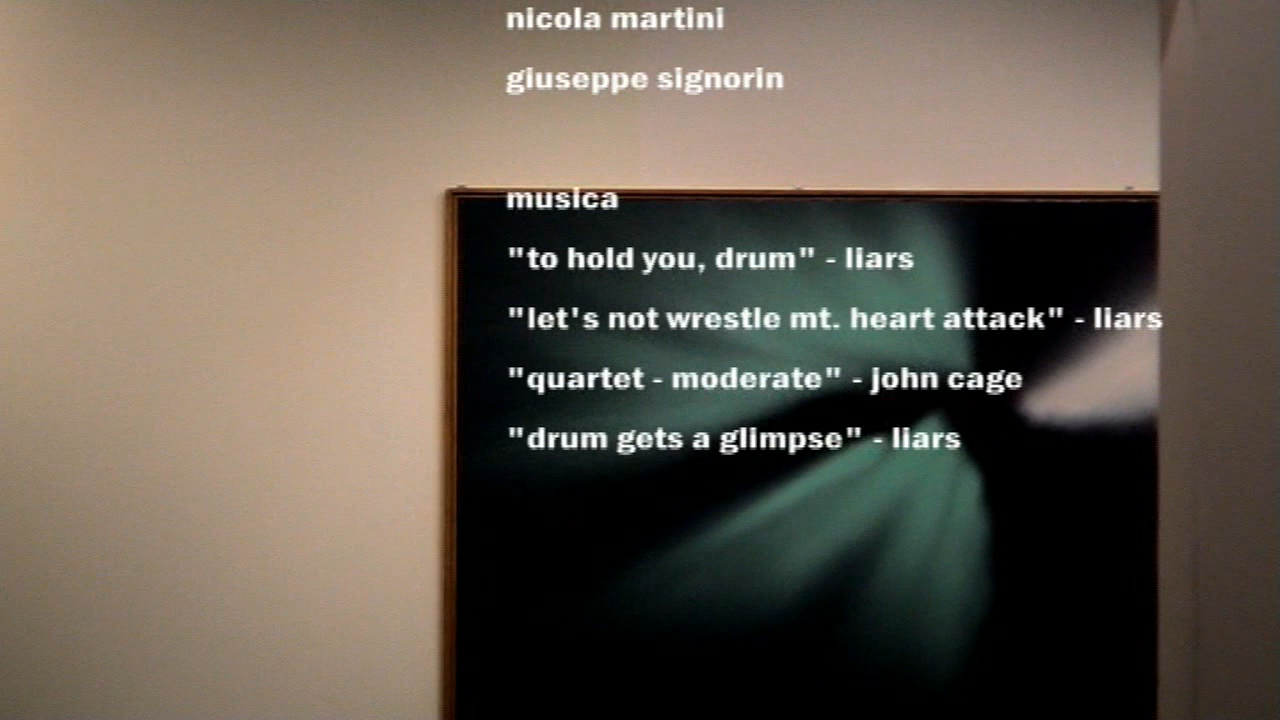 nicola martini
giuseppe signorin
musica
"to hold you, drum" - liars
"let's not wrestle mt. heart attack" - liars
"quartet - moderate" - john cage
"drum gets a glimpse" - liars